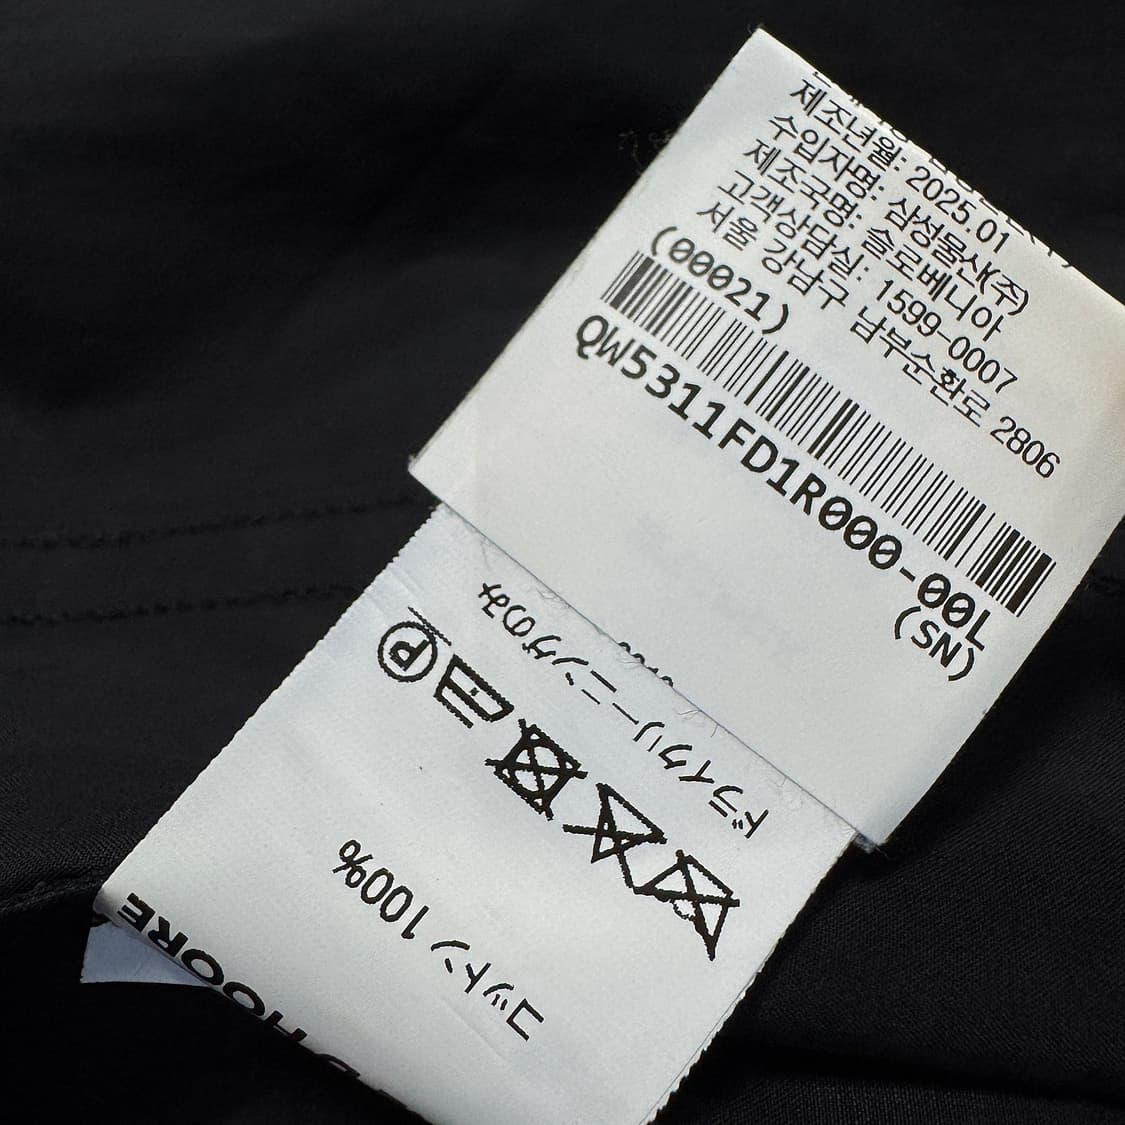 제조년월: 2025.01
수입자명: 삼성물산(주)
제조국명: 슬로베니아
고객상담실: 1599-0007
서울 강남구 남부순환로 2806
(00021)
QW5311FD1R000-00L
(SN)
コットン 100%
ドライクリーニングのみ
P
D'HOORE